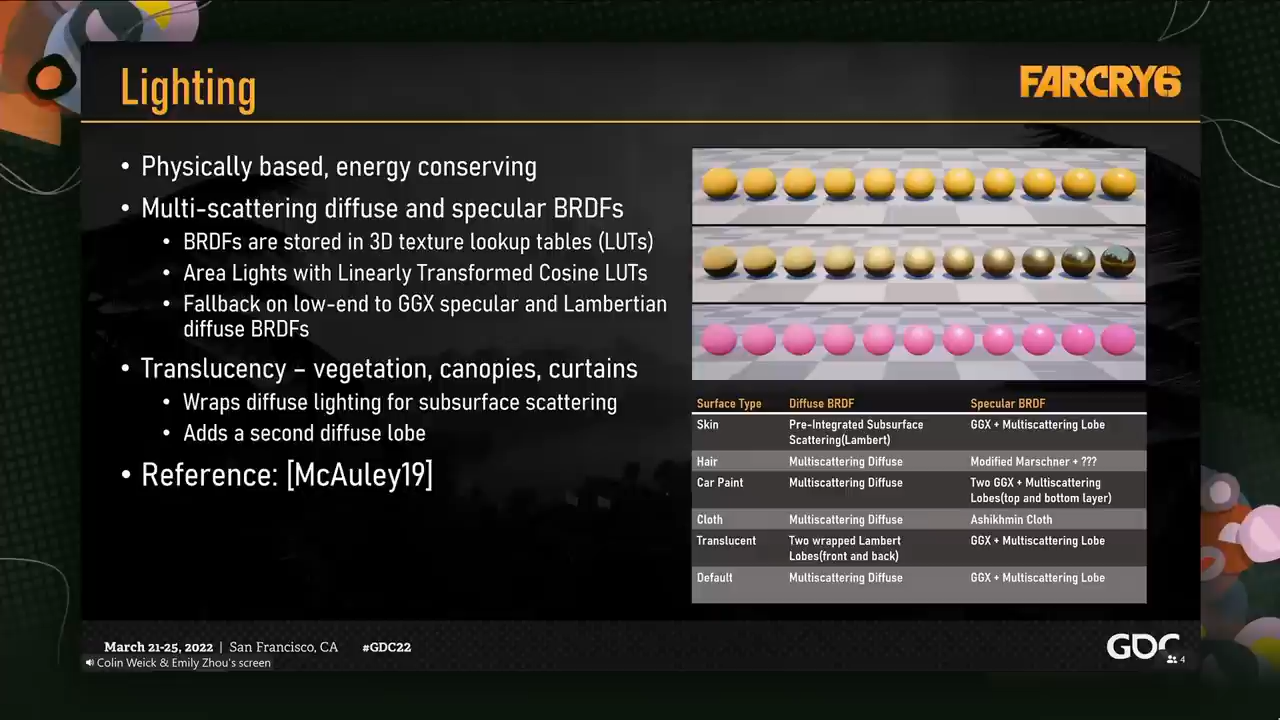 Lighting
FARCRY6
• Physically based, energy conserving
• Multi-scattering diffuse and specular BRDFs
• BRDFs are stored in 3D texture lookup tables (LUTs)
• Area Lights with Linearly Transformed Cosine LUTs
• Fallback on low-end to GGX specular and Lambertian
diffuse BRDFs
• Translucency – vegetation, canopies, curtains
• Wraps diffuse lighting for subsurface scattering
• Adds a second diffuse lobe
• Reference: [McAuley19]
Surface Type Diffuse BRDF Specular BRDF
Skin Pre-Integrated Subsurface GGX + Multiscattering Lobe
Scattering(Lambert)
Hair Multiscattering Diffuse Modified Marschner + ???
Car Paint Multiscattering Diffuse Two GGX + Multiscattering
Lobes(top and bottom layer)
Cloth Multiscattering Diffuse Ashikhmin Cloth
Translucent Two wrapped Lambert GGX + Multiscattering Lobe
Lobes(front and back)
Default Multiscattering Diffuse GGX + Multiscattering Lobe
March 21-25, 2022 | San Francisco, CA #GDC22
GDC
Colin Weick & Emily Zhou's screen
4